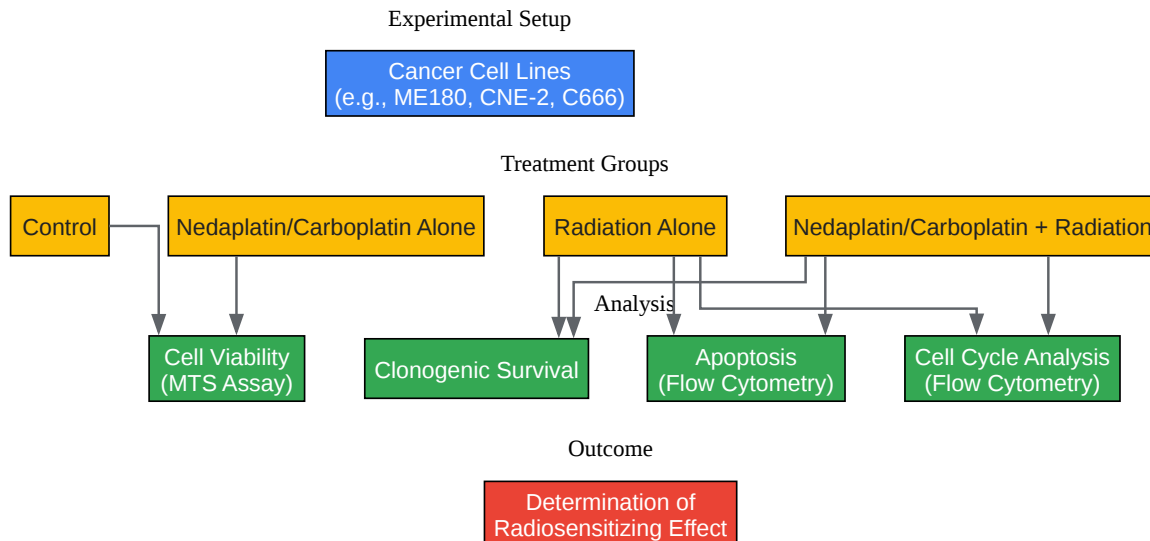 Experimental Setup
Cancer Cell Lines
(e.g., ME180, CNE-2, C666)
Treatment Groups
Control
Nedaplatin/Carboplatin Alone
Radiation Alone
Nedaplatin/Carboplatin + Radiation
Analysis
Cell Viability
(MTS Assay)
Clonogenic Survival
Apoptosis
(Flow Cytometry)
Cell Cycle Analysis
(Flow Cytometry)
Outcome
Determination of
Radiosensitizing Effect